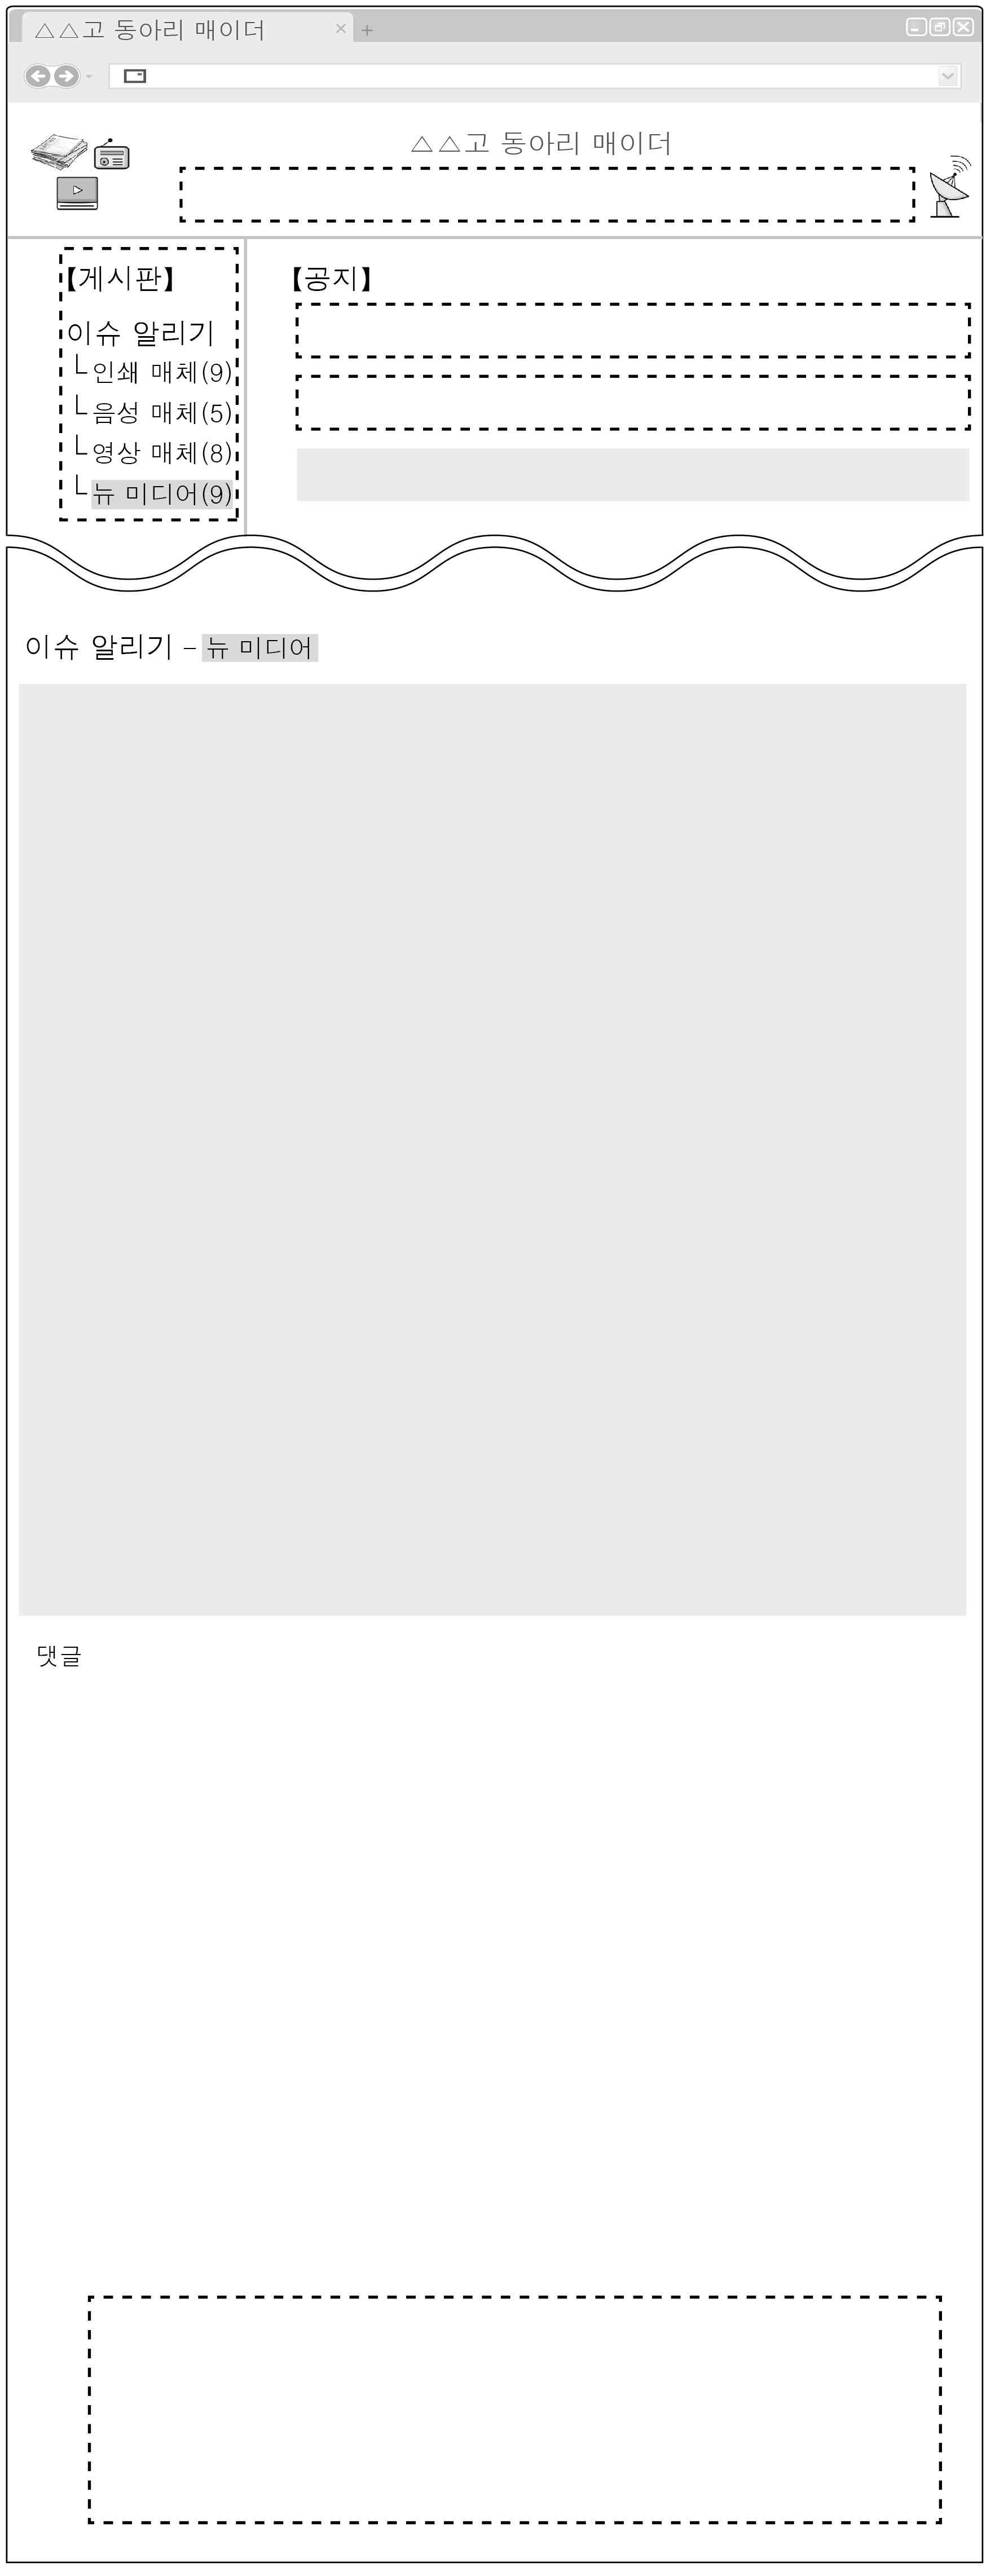 △△고 동아리 매이더
△△고 동아리 매이더
【게시판】
이슈 알리기
└ 인쇄 매체(9)
└ 음성 매체(5)
└ 영상 매체(8)
└ 뉴 미디어(9)
【공지】
이슈 알리기 – 뉴 미디어
댓글